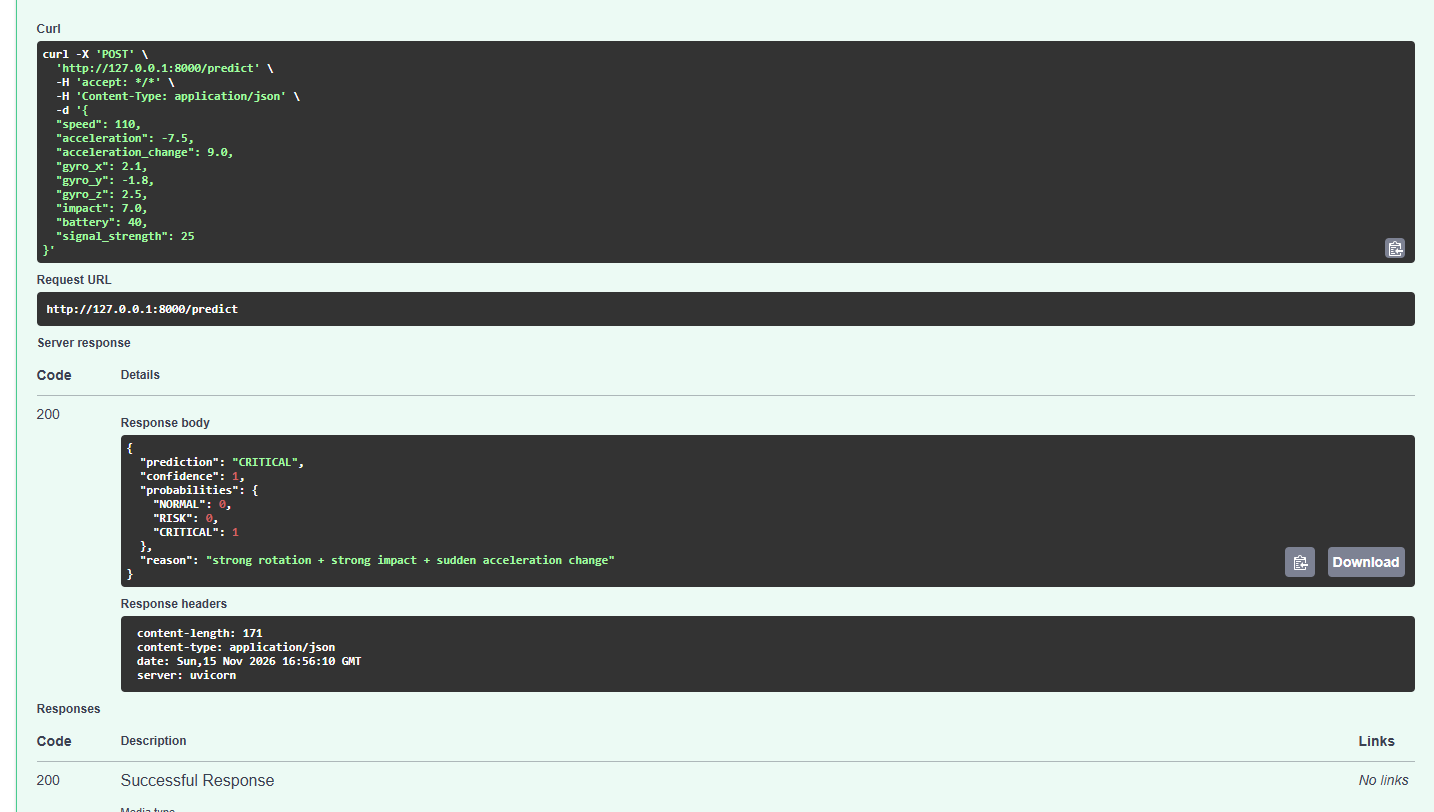 Curl
curl -X 'POST' \
  'http://127.0.0.1:8000/predict' \
  -H 'accept: */*' \
  -H 'Content-Type: application/json' \
  -d '{
  "speed": 110,
  "acceleration": -7.5,
  "acceleration_change": 9.0,
  "gyro_x": 2.1,
  "gyro_y": -1.8,
  "gyro_z": 2.5,
  "impact": 7.0,
  "battery": 40,
  "signal_strength": 25
}'
Request URL
http://127.0.0.1:8000/predict
Server response
Code Details
200
Response body
{
  "prediction": "CRITICAL",
  "confidence": 1,
  "probabilities": {
    "NORMAL": 0,
    "RISK": 0,
    "CRITICAL": 1
  },
  "reason": "strong rotation + strong impact + sudden acceleration change"
}
Download
Response headers
content-length: 171
content-type: application/json
date: Sun,15 Nov 2026 16:56:10 GMT
server: uvicorn
Responses
Code Description Links
200 Successful Response No links
Media type